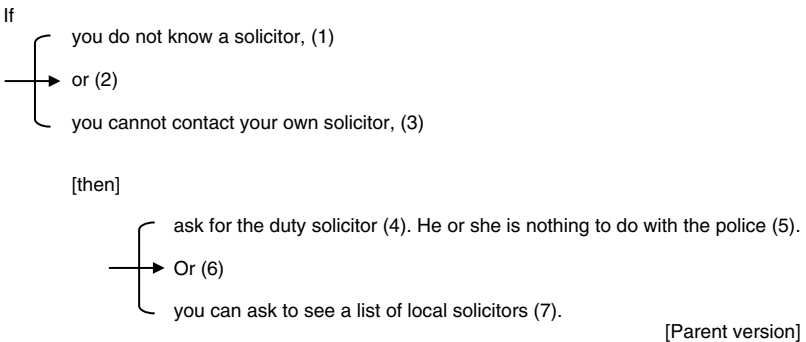 If
you do not know a solicitor, (1)
or (2)
you cannot contact your own solicitor, (3)
[then]
ask for the duty solicitor (4). He or she is nothing to do with the police (5).
Or (6)
you can ask to see a list of local solicitors (7).
[Parent version]